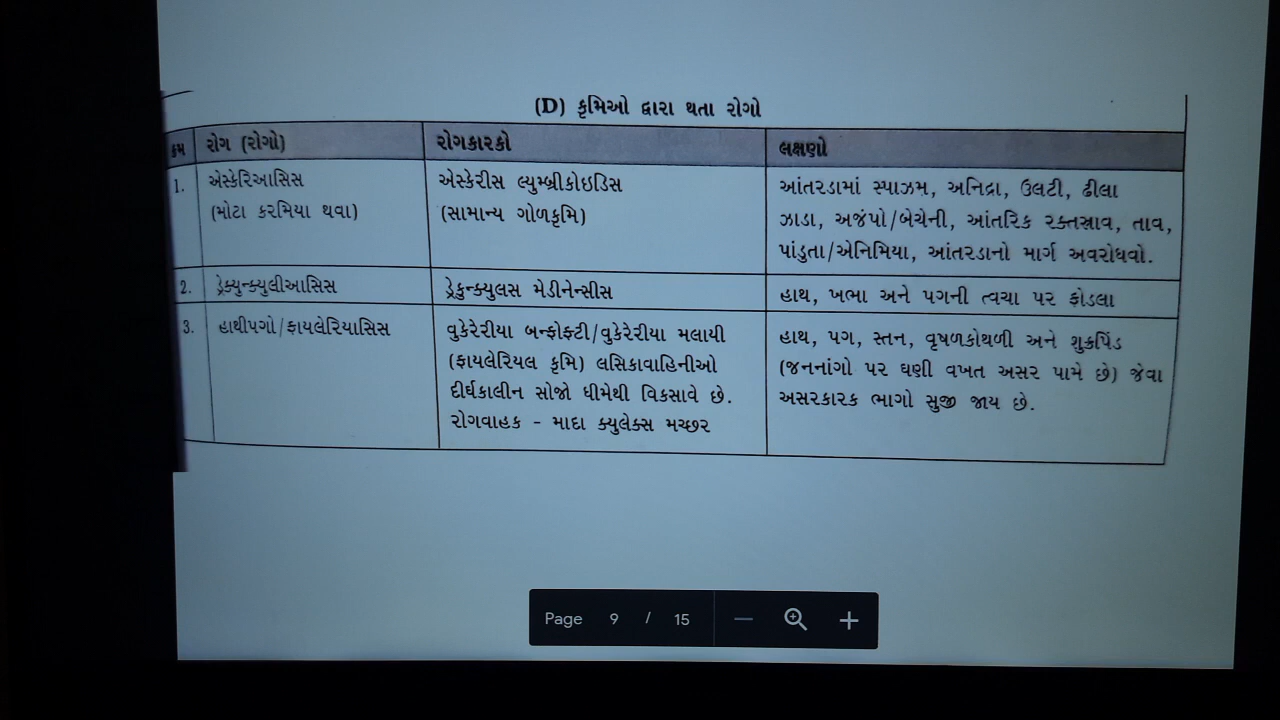 (D) કૃમિઓ દ્વારા થતા રોગો
ક્રમ રોગ (રોગો) રોગકારકો લક્ષણો
1. એસ્કેરિઆસિસ
(મોટા કરમિયા થવા)
એસ્કેરીસ લ્યુમ્બ્રીકોઇડિસ
(સામાન્ય ગોળકૃમિ)
આંતરડામાં સ્પાઝમ, અનિદ્રા, ઉલટી, ઢીલા
ઝાડા, અજંપો/બેચેની, આંતરિક રક્તસ્રાવ, તાવ,
પાંડુતા/એનિમિયા, આંતરડાનો માર્ગ અવરોધવો.
2. ડ્રેક્યુન્ક્યુલીઆસિસ
ડ્રેકુન્ક્યુલસ મેડીનેન્સીસ
હાથ, ખભા અને પગની ત્વચા પર ફોડલા
3. હાથીપગો/ફાયલેરિયાસિસ
વુકેરેરીયા બન્ફોફ્ટી/વુકેરેરીયા મલાયી
(ફાયલેરિયલ કૃમિ) લસિકાવાહિનીઓ
દીર્ઘકાલીન સોજો ધીમેથી વિકસાવે છે.
રોગવાહક - માદા ક્યુલેક્સ મચ્છર
હાથ, પગ, સ્તન, વૃષળકોથળી અને શુક્રપિંડ
(જનનાંગો પર ઘણી વખત અસર પામે છે) જેવા
અસરકારક ભાગો સુજી જાય છે.
Page 9 / 15